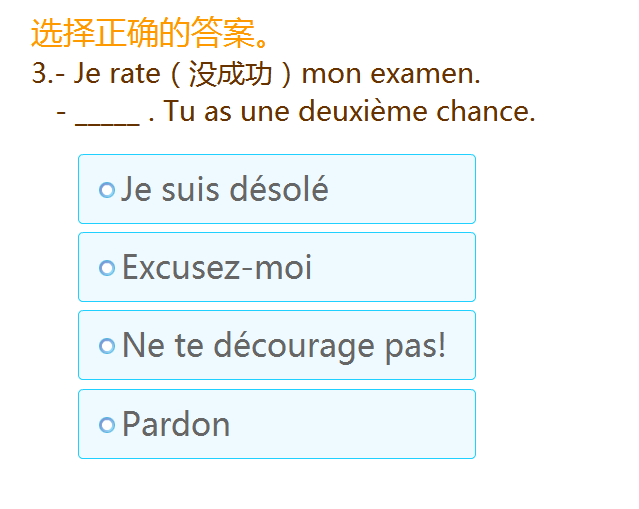 选择正确的答案。
3.- Je rate ( 没成功 ) mon examen.
- _____ . Tu as une deuxième chance.
Je suis désolé
Excusez-moi
Ne te décourage pas!
Pardon